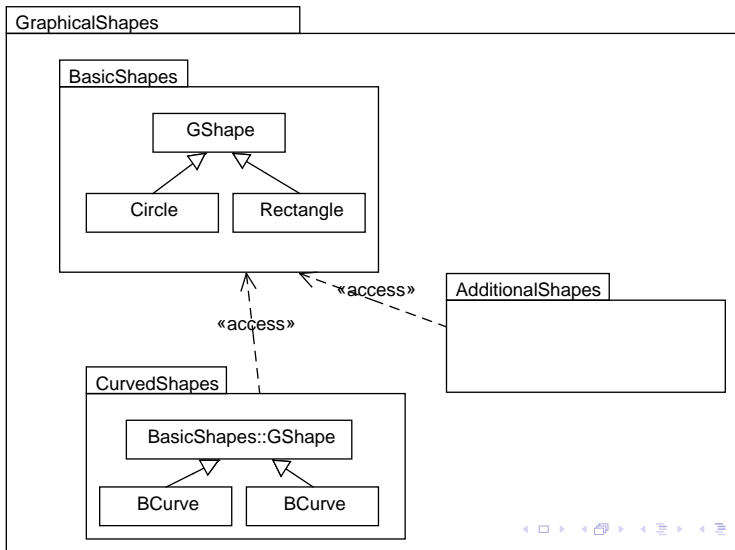 GraphicalShapes
BasicShapes
GShape
Circle
Rectangle
«access»
AdditionalShapes
«access»
CurvedShapes
BasicShapes::GShape
BCurve
BCurve